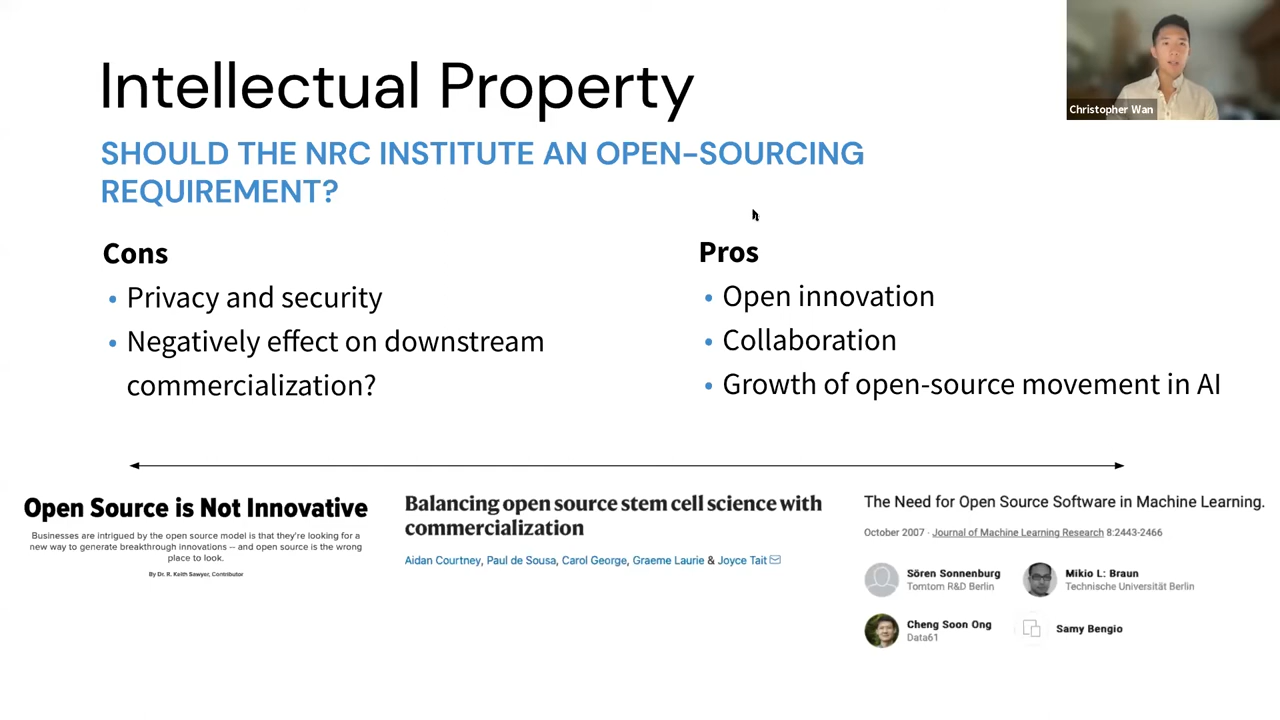 Intellectual Property
Christopher Wan
SHOULD THE NRC INSTITUTE AN OPEN-SOURCING
REQUIREMENT?
Cons
• Privacy and security
• Negatively effect on downstream
commercialization?
Pros
• Open innovation
• Collaboration
• Growth of open-source movement in AI
Open Source is Not Innovative
Businesses are intrigued by the open source model is that they're looking for a
new way to generate breakthrough innovations -- and open source is the wrong
place to look.
By Dr. R. Keith Sawyer, Contributor
Balancing open source stem cell science with
commercialization
Aidan Courtney, Paul de Sousa, Carol George, Graeme Laurie & Joyce Tait
The Need for Open Source Software in Machine Learning.
October 2007 · Journal of Machine Learning Research 8:2443-2466
Sören Sonnenburg
Tomtom R&D Berlin
Mikio L: Braun
Technische Universität Berlin
Cheng Soon Ong
Data61
Samy Bengio